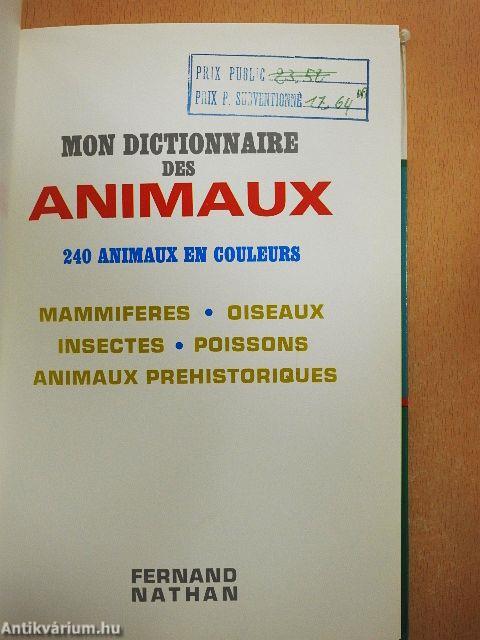 PRIX PUBLIC 23,52
PRIX P. SUBVENTIONNÉ 17,64
MON DICTIONNAIRE
DES
ANIMAUX
240 ANIMAUX EN COULEURS
MAMMIFERES • OISEAUX
INSECTES • POISSONS
ANIMAUX PREHISTORIQUES
FERNAND
NATHAN
Antikvárium.hu